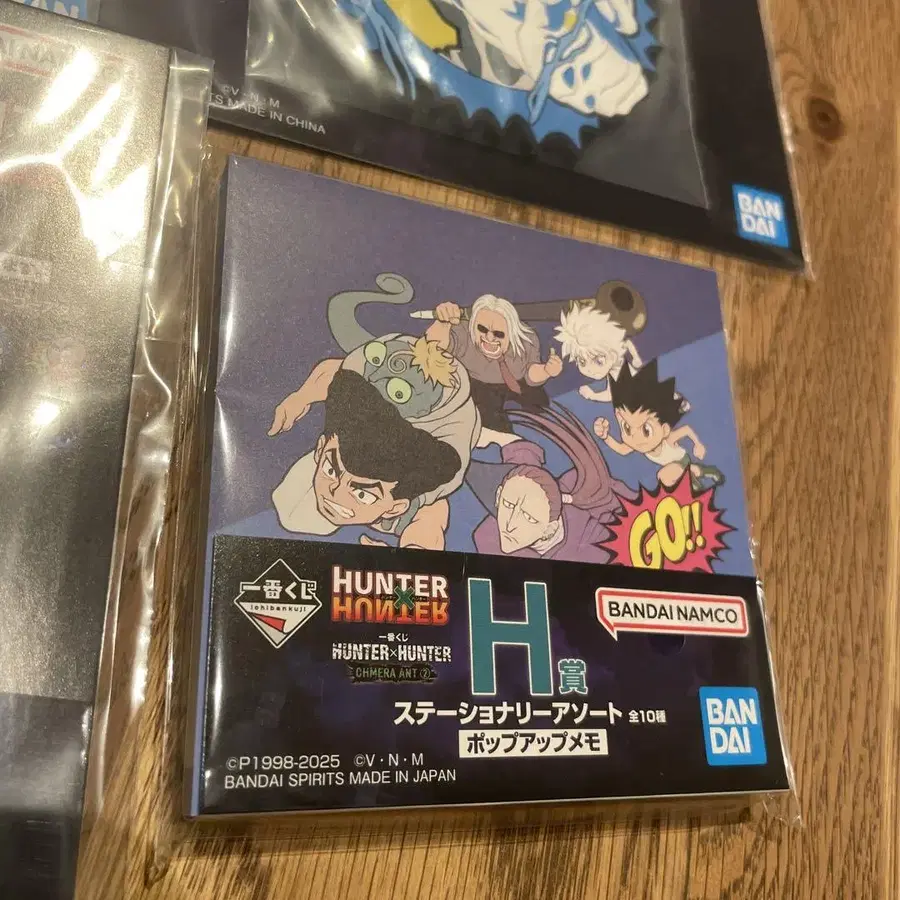 ©V・N・M
MADE IN CHINA
BAN
DAI
GO!!
一番くじ
ichibankuji
HUNTER
×
HUNTER
一番くじ
HUNTER×HUNTER
CHMERA ANT ②
H賞
BANDAI NAMCO
ステーショナリーアソート 全10種
ポップアップメモ
BAN
DAI
©P1998-2025 ©V・N・M
BANDAI SPIRITS MADE IN JAPAN